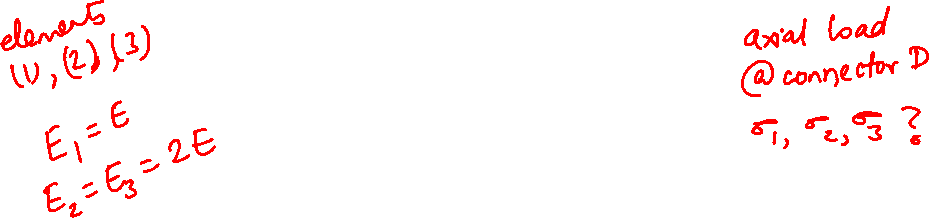 elements
(1), (2), (3)
E₁ = E
E₂ = E₃ = 2E
axial load
@ connector D
σ₁, σ₂, σ₃ ?